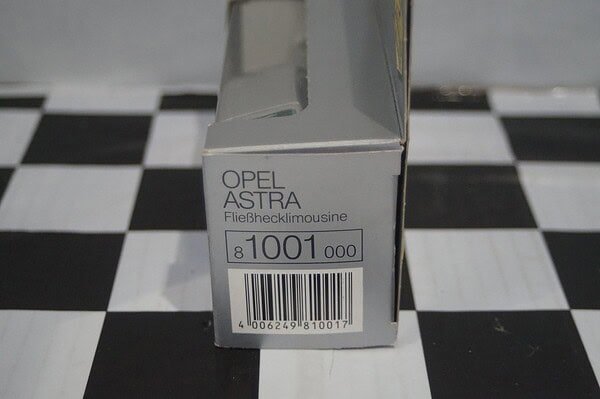 OPEL
ASTRA
Fließhecklimousine
8 1001 000
4 006249 810017